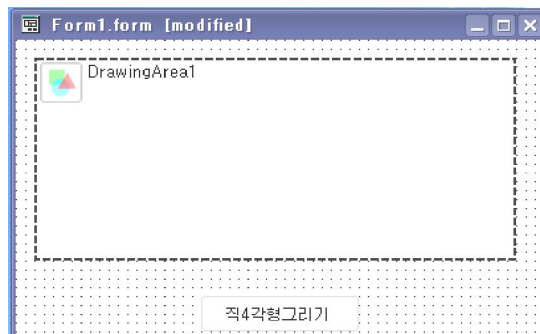 Form1.form [modified]
DrawingArea1
직4각형그리기